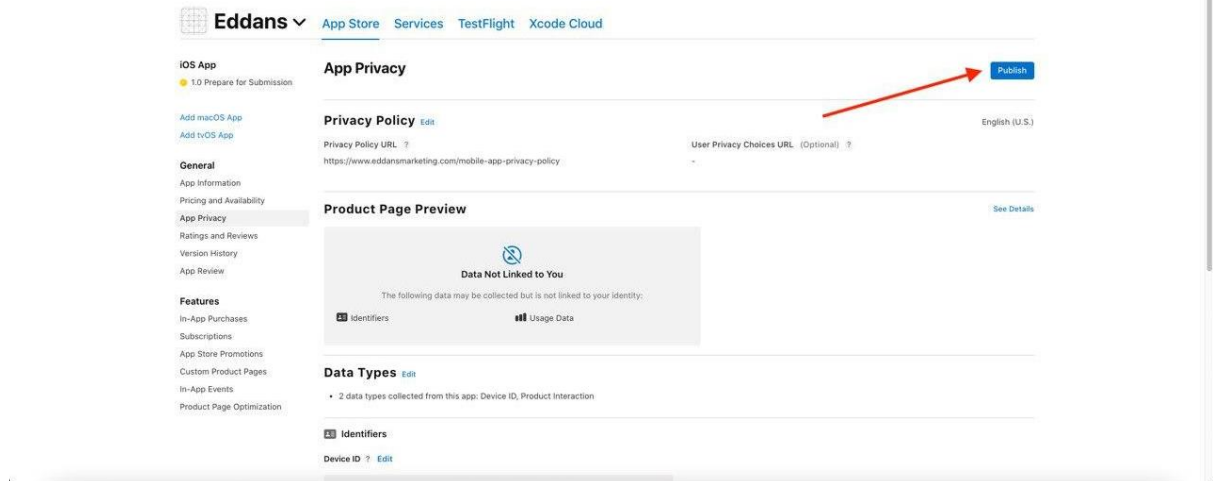 Eddans
App Store Services TestFlight Xcode Cloud
iOS App
1.0 Prepare for Submission
Add macOS App
Add tvOS App
General
App Information
Pricing and Availability
App Privacy
Ratings and Reviews
Version History
App Review
Features
In-App Purchases
Subscriptions
App Store Promotions
Custom Product Pages
In-App Events
Product Page Optimization
App Privacy
Publish
Privacy Policy Edit
English (U.S.)
Privacy Policy URL ?
User Privacy Choices URL (Optional) ?
https://www.eddansmarketing.com/mobile-app-privacy-policy
-
Product Page Preview
See Details
Data Not Linked to You
The following data may be collected but is not linked to your identity:
Identifiers
Usage Data
Data Types Edit
• 2 data types collected from this app: Device ID, Product Interaction
Identifiers
Device ID ? Edit